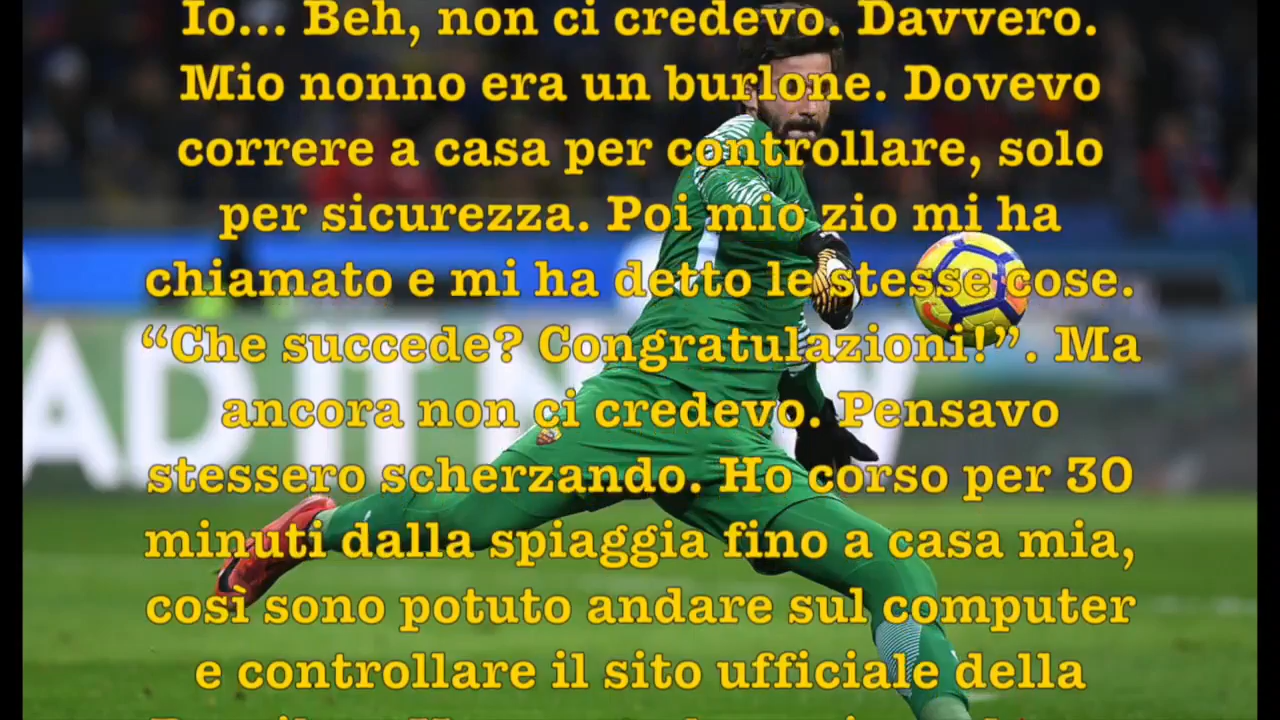 Io... Beh, non ci credevo. Davvero.
Mio nonno era un burlone. Dovevo
correre a casa per controllare, solo
per sicurezza. Poi mio zio mi ha
chiamato e mi ha detto le stesse cose.
“Che succede? Congratulazioni!”. Ma
ancora non ci credevo. Pensavo
stessero scherzando. Ho corso per 30
minuti dalla spiaggia fino a casa mia,
così sono potuto andare sul computer
e controllare il sito ufficiale della